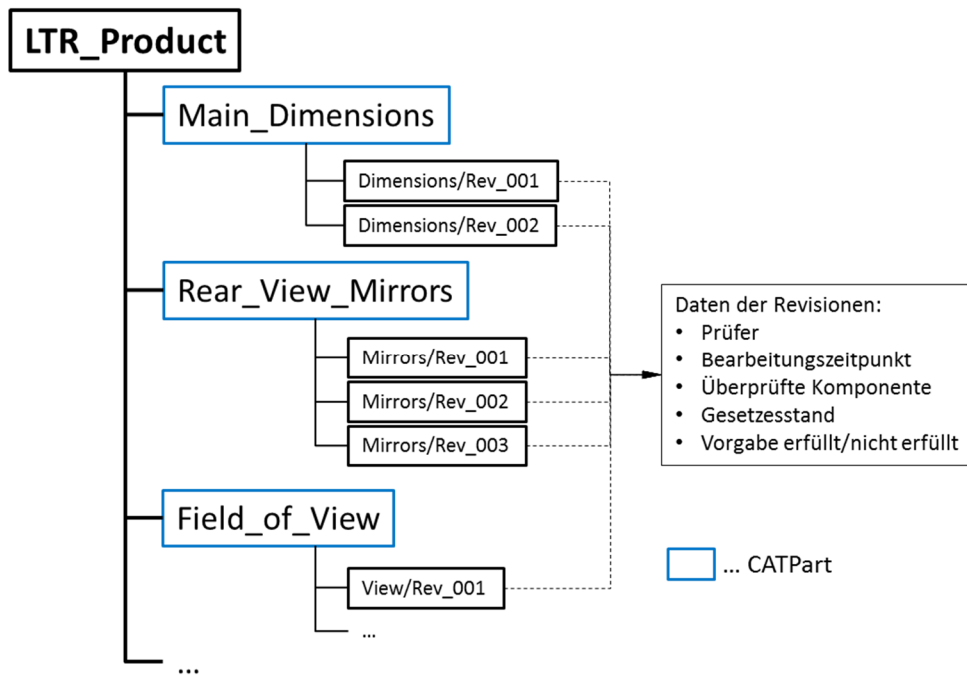 LTR_Product
Main_Dimensions
Dimensions/Rev_001
Dimensions/Rev_002
Rear_View_Mirrors
Mirrors/Rev_001
Mirrors/Rev_002
Mirrors/Rev_003
Field_of_View
View/Rev_001
...
...
Daten der Revisionen:
• Prüfer
• Bearbeitungszeitpunkt
• Überprüfte Komponente
• Gesetzesstand
• Vorgabe erfüllt/nicht erfüllt
... CATPart